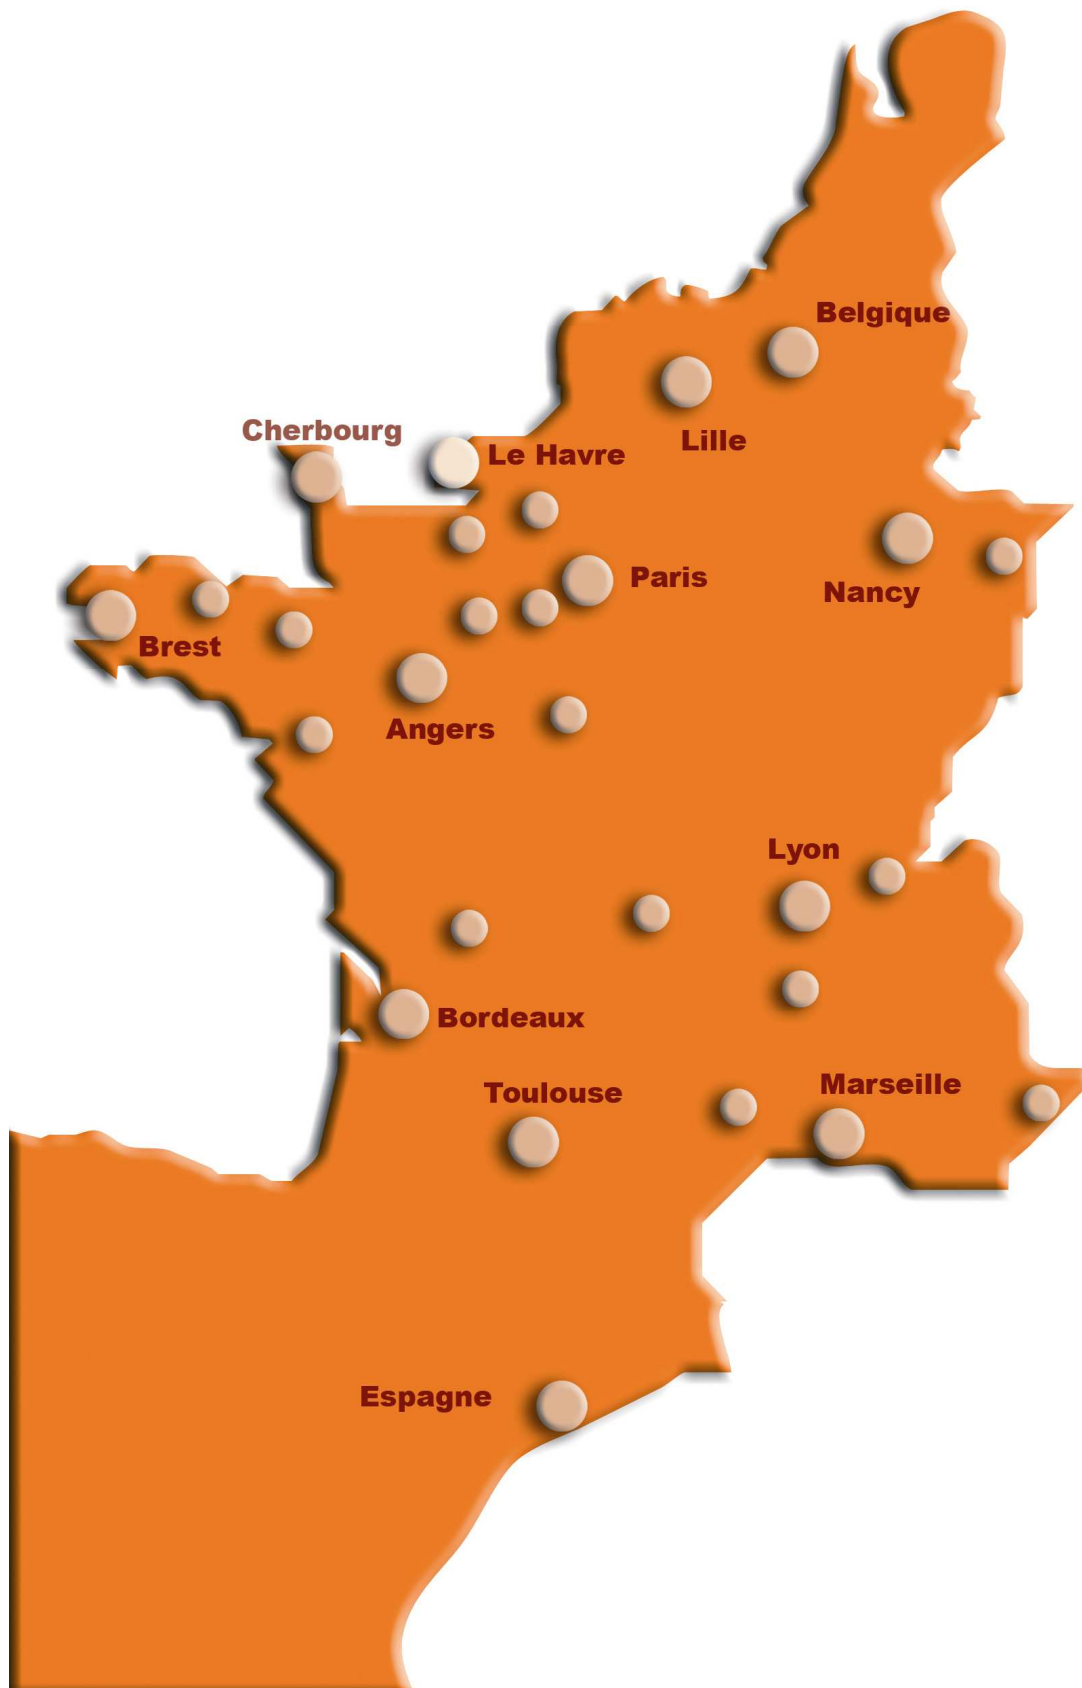 Belgique
Cherbourg
Lille
Le Havre
Paris
Nancy
Brest
Angers
Lyon
Bordeaux
Marseille
Toulouse
Espagne